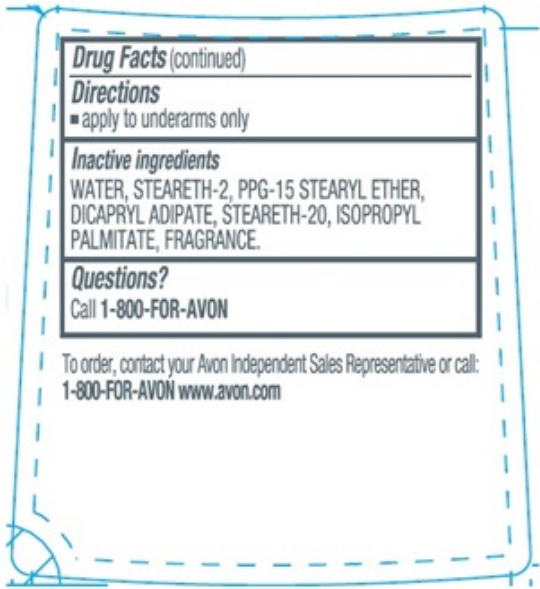 Drug Facts (continued)
Directions
▪ apply to underarms only
Inactive ingredients
WATER, STEARETH-2, PPG-15 STEARYL ETHER,
DICAPRYL ADIPATE, STEARETH-20, ISOPROPYL
PALMITATE, FRAGRANCE.
Questions?
Call 1-800-FOR-AVON
To order, contact your Avon Independent Sales Representative or call:
1-800-FOR-AVON www.avon.com